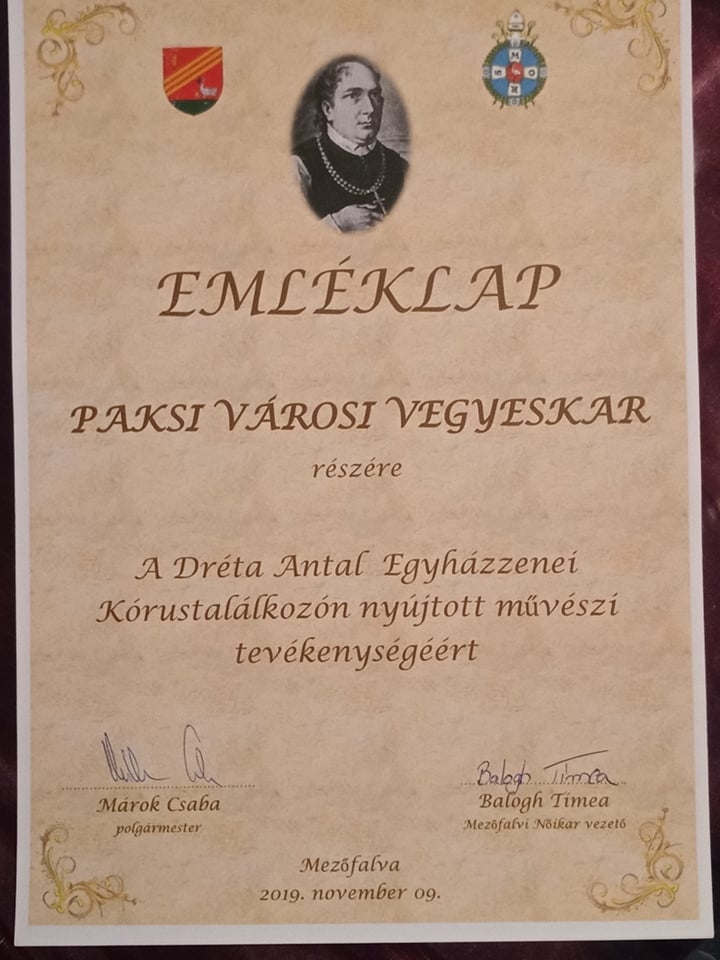 EMLÉKLAP
PAKSI VÁROSI VEGYESKAR
részére
A Dréta Antal Egyházzenei
Kórustalálkozón nyújtott művészi
tevékenységéért
Balogh Tímea
Márok Csaba
Balogh Tímea
polgármester
Mezőfalvi Nőikar vezető
Mezőfalva
2019. november 09.